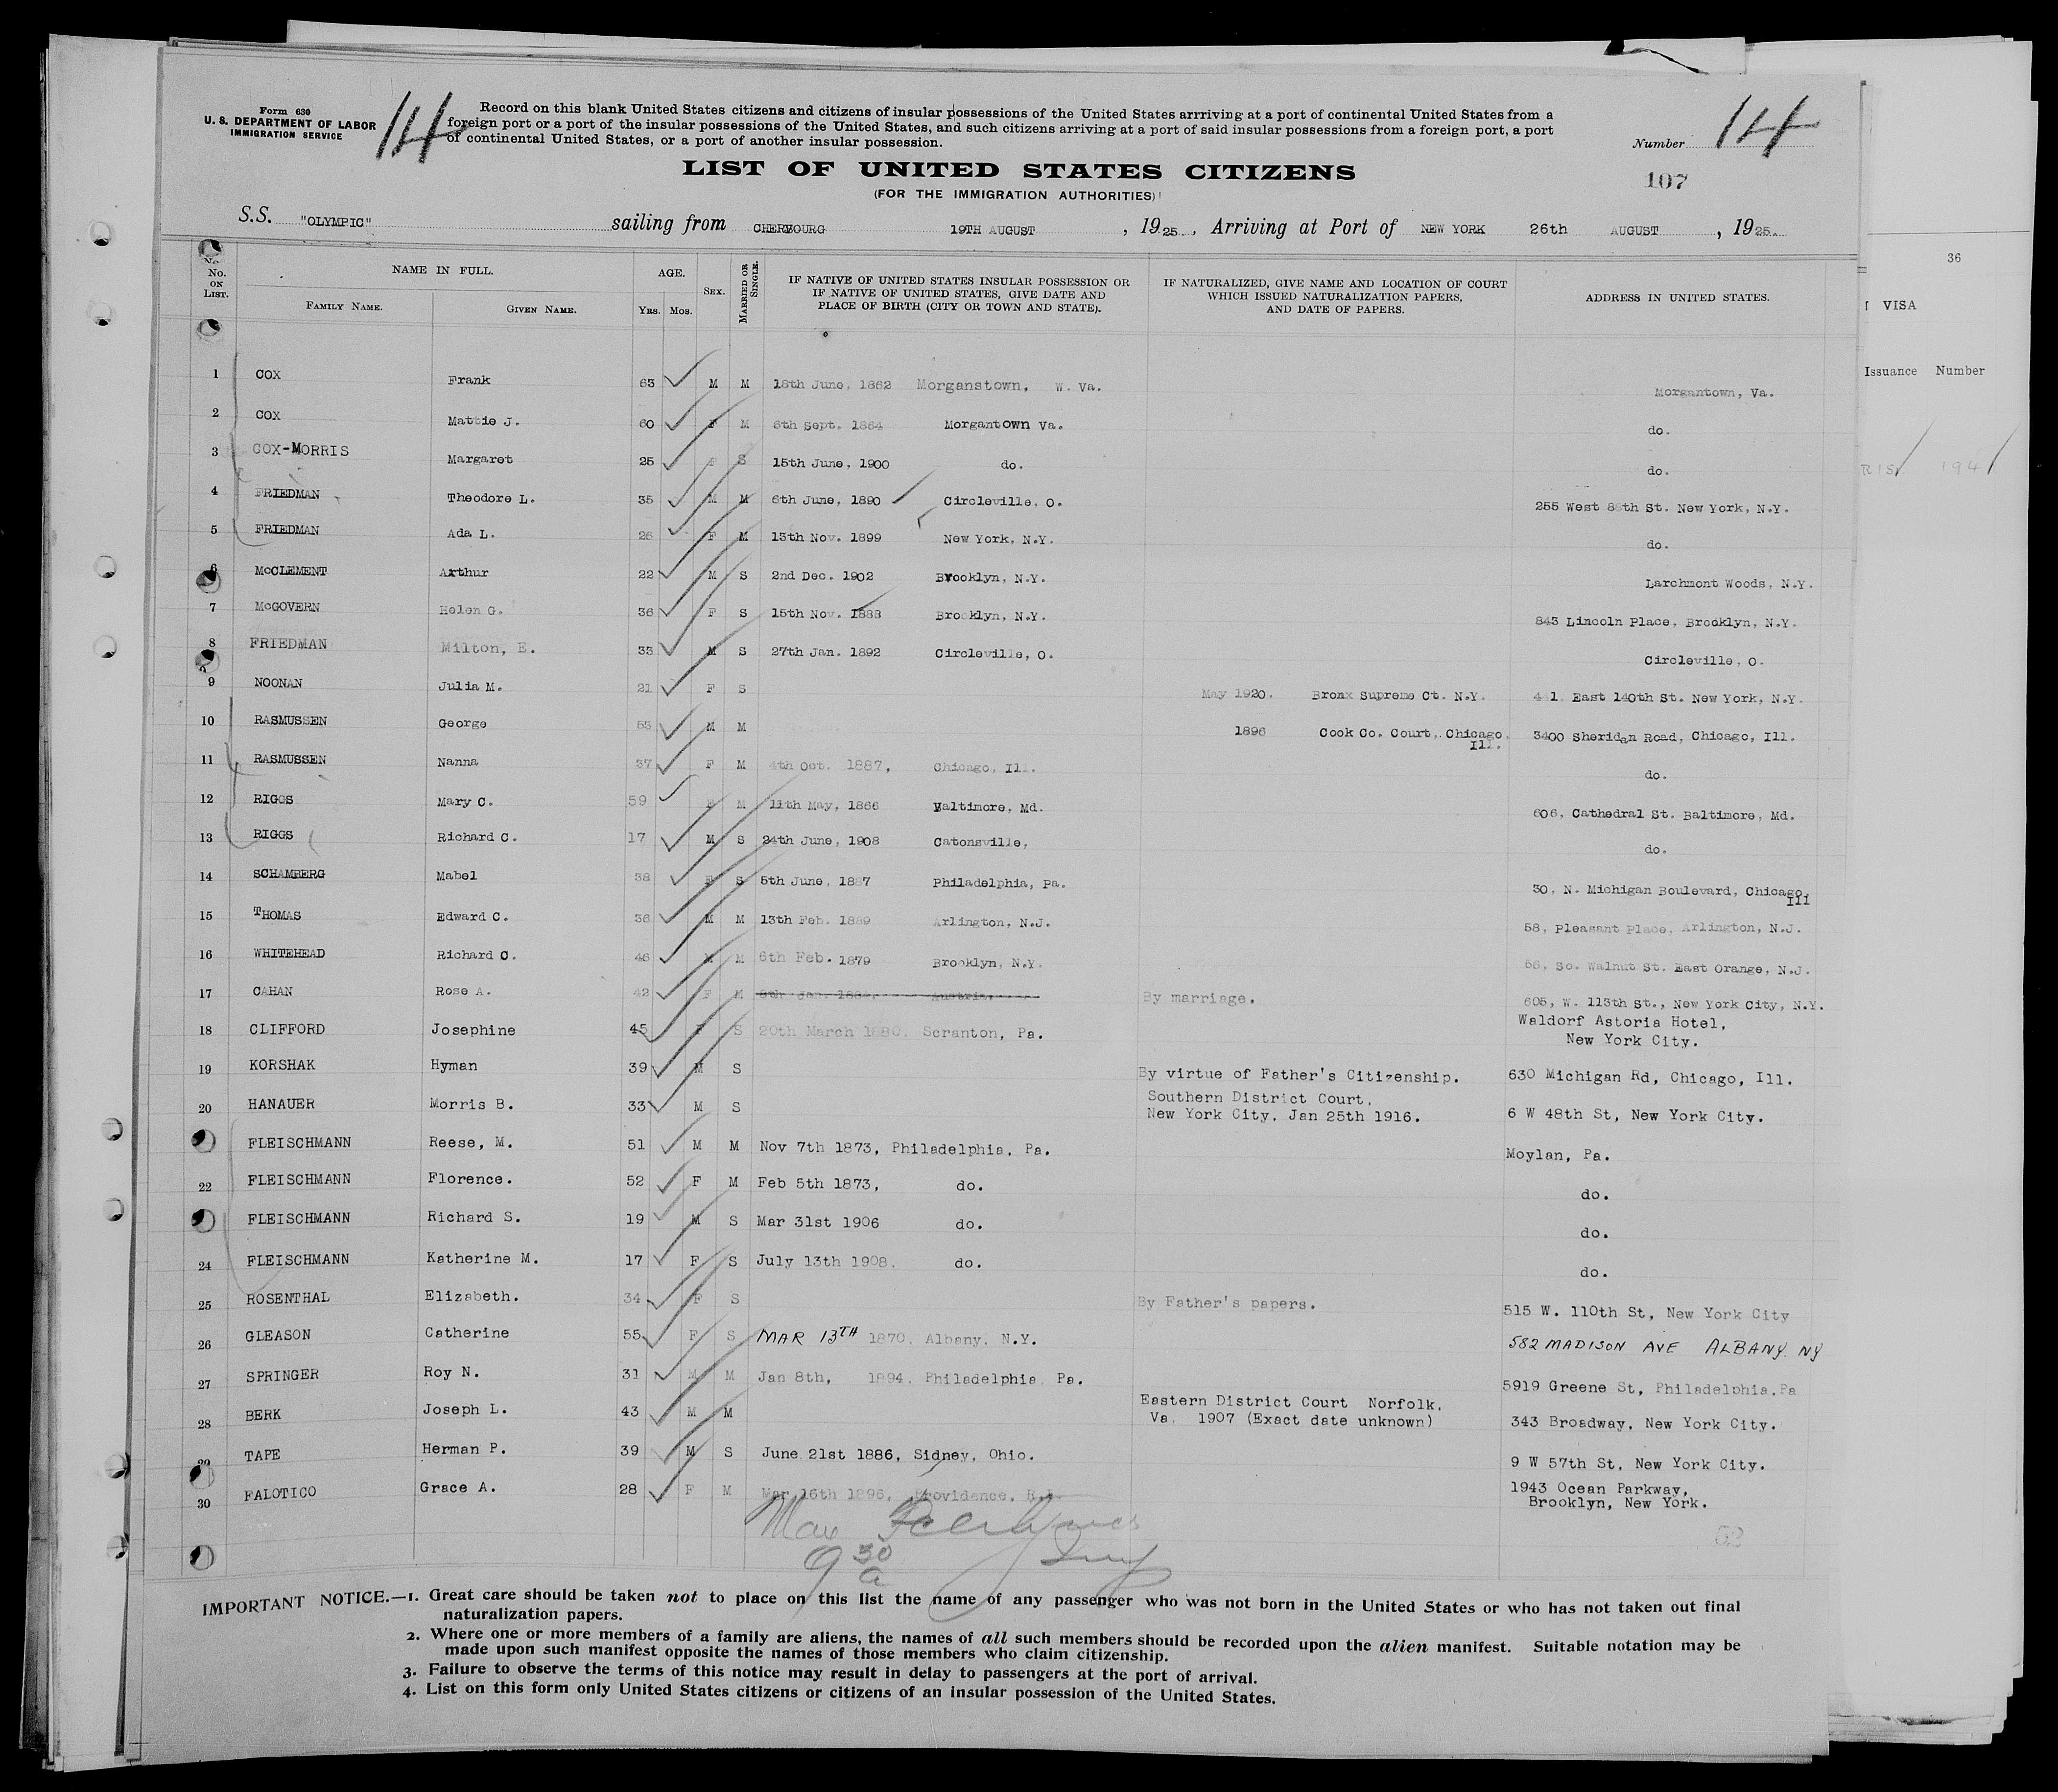 Form 630
U. S. DEPARTMENT OF LABOR
IMMIGRATION SERVICE
114
Record on this blank United States citizens and citizens of insular possessions of the United States arrriving at a port of continental United States from a
foreign port or a port of the insular possessions of the United States, and such citizens arriving at a port of said insular possessions from a foreign port, a port
of continental United States, or a port of another insular possession.
Number 114
107
LIST OF UNITED STATES CITIZENS
(FOR THE IMMIGRATION AUTHORITIES)
S.S. "OLYMPIC" sailing from CHERBOURG 19TH AUGUST, 1925., Arriving at Port of NEW YORK 26th AUGUST, 1925.
No. ON LIST. NAME IN FULL. FAMILY NAME. GIVEN NAME. AGE. YRS. MOS. SEX. MARRIED OR SINGLE. IF NATIVE OF UNITED STATES INSULAR POSSESSION OR IF NATIVE OF UNITED STATES, GIVE DATE AND PLACE OF BIRTH (CITY OR TOWN AND STATE). IF NATURALIZED, GIVE NAME AND LOCATION OF COURT WHICH ISSUED NATURALIZATION PAPERS, AND DATE OF PAPERS. ADDRESS IN UNITED STATES.
36
VISA
Issuance Number
1 COX Frank 63 M M 18th June, 1862 Morganstown, W. Va. Morgantown, Va.
2 COX Mattie J. 60 F M 6th Sept. 1864 Morgantown Va. do.
3 COX-MORRIS Margaret 25 F S 15th June, 1900 do. do.
4 FRIEDMAN Theodore L. 35 M M 6th June, 1890 Circleville, O. 255 West 88th St. New York, N.Y.
5 FRIEDMAN Ada L. 26 F M 13th Nov. 1899 New York, N.Y. do.
6 McCLEMENT Arthur 22 M S 2nd Dec. 1902 Brooklyn, N.Y. Larchmont Woods, N.Y.
7 McGOVERN Helen G. 36 F S 15th Nov. 1888 Brooklyn, N.Y. 843 Lincoln Place, Brooklyn, N.Y.
8 FRIEDMAN Milton, E. 33 M S 27th Jan. 1892 Circleville, O. Circleville, O.
9 NOONAN Julia M. 21 F S May 1920. Bronx Supreme Ct. N.Y. 441 East 140th St. New York, N.Y.
10 RASMUSSEN George 55 M M 1896 Cook Co. Court, Chicago, Ill. 3400 Sheridan Road, Chicago, Ill.
11 RASMUSSEN Nanna 37 F M 4th Oct. 1887, Chicago, Ill. do.
12 RIGGS Mary C. 59 F M 11th May, 1866 Baltimore, Md. 606, Cathedral St. Baltimore, Md.
13 RIGGS Richard C. 17 M S 24th June, 1908 Catonsville, do.
14 SCHAMBERG Mabel 38 F S 5th June, 1887 Philadelphia, Pa. 30, N. Michigan Boulevard, Chicago, Ill
15 THOMAS Edward C. 36 M M 13th Feb. 1889 Arlington, N.J. 58, Pleasant Place, Arlington, N.J.
16 WHITEHEAD Richard C. 46 M M 6th Feb. 1879 Brooklyn, N.Y. 58, So. Walnut St. East Orange, N.J.
17 CAHAN Rose A. 42 F M Austria. By marriage. 605, W. 113th St., New York City, N.Y.
18 CLIFFORD Josephine 45 F S 20th March 1880. Scranton, Pa. Waldorf Astoria Hotel, New York City.
19 KORSHAK Hyman 39 M S By virtue of Father's Citizenship. 630 Michigan Rd, Chicago, Ill.
20 HANAUER Morris B. 33 M S Southern District Court, New York City, Jan 25th 1916. 6 W 48th St, New York City.
FLEISCHMANN Reese, M. 51 M M Nov 7th 1873, Philadelphia, Pa. Moylan, Pa.
22 FLEISCHMANN Florence. 52 F M Feb 5th 1873, do. do.
FLEISCHMANN Richard S. 19 M S Mar 31st 1906 do. do.
24 FLEISCHMANN Katherine M. 17 F S July 13th 1908. do. do.
25 ROSENTHAL Elizabeth. 34 F S By Father's papers. 515 W. 110th St, New York City
26 GLEASON Catherine 55 F S MAR 13TH 1870. Albany. N.Y. 582 MADISON AVE ALBANY. NY
27 SPRINGER Roy N. 31 M M Jan 8th, 1894. Philadelphia Pa. 5919 Greene St, Philadelphia.Pa
28 BERK Joseph L. 43 M M Eastern District Court Norfolk, Va. 1907 (Exact date unknown) 343 Broadway, New York City.
29 TAPE Herman P. 39 M S June 21st 1886, Sidney, Ohio. 9 W 57th St, New York City.
30 FALOTICO Grace A. 28 F M Mar 16th 1896, Providence, R.I. 1943 Ocean Parkway, Brooklyn, New York.
52
9 30 a
IMPORTANT NOTICE.—1. Great care should be taken not to place on this list the name of any passenger who was not born in the United States or who has not taken out final
naturalization papers.
2. Where one or more members of a family are aliens, the names of all such members should be recorded upon the alien manifest. Suitable notation may be
made upon such manifest opposite the names of those members who claim citizenship.
3. Failure to observe the terms of this notice may result in delay to passengers at the port of arrival.
4. List on this form only United States citizens or citizens of an insular possession of the United States.